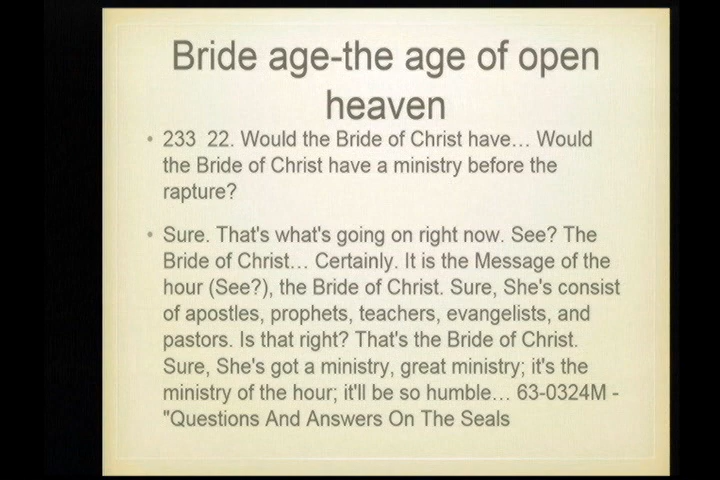 Bride age-the age of open
heaven
• 233 22. Would the Bride of Christ have... Would
the Bride of Christ have a ministry before the
rapture?
• Sure. That's what's going on right now. See? The
Bride of Christ... Certainly. It is the Message of the
hour (See?), the Bride of Christ. Sure, She's consist
of apostles, prophets, teachers, evangelists, and
pastors. Is that right? That's the Bride of Christ.
Sure, She's got a ministry, great ministry; it's the
ministry of the hour; it'll be so humble... 63-0324M -
"Questions And Answers On The Seals